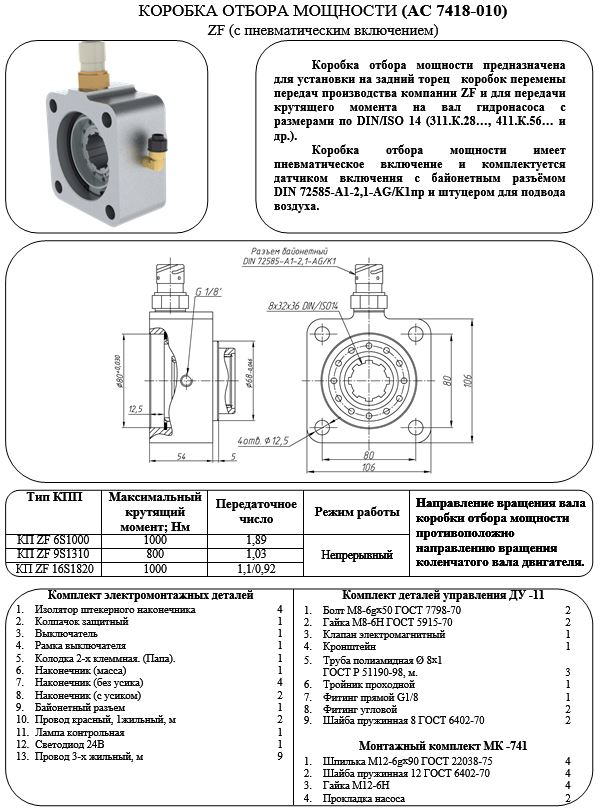 КОРОБКА ОТБОРА МОЩНОСТИ (АС 7418-010)
ZF (с пневматическим включением)
Коробка отбора мощности предназначена
для установки на задний торец коробок перемены
передач производства компании ZF и для передачи
крутящего момента на вал гидронасоса с
размерами по DIN/ISO 14 (311.К.28…, 411.К.56… и
др.).
Коробка отбора мощности имеет
пневматическое включение и комплектуется
датчиком включения с байонетным разъёмом
DIN 72585-A1-2,1-AG/K1пр и штуцером для подвода
воздуха.
Разъем байонетный
DIN 72585-A1-2,1-AG/K1
G 1/8'
8x32x36 DIN/ISO14
Ф80+0,030
12,5
Ф68-0,046
80
106
4отв. Ф12,5
54
5
80
106
Тип КПП
Максимальный
крутящий
момент; Нм
Передаточное
число
Режим работы
Направление вращения вала
коробки отбора мощности
противоположно
направлению вращения
коленчатого вала двигателя.
КП ZF 6S1000 1000 1,89
КП ZF 9S1310 800 1,03
Непрерывный
КП ZF 16S1820 1000 1,1/0,92
Комплект электромонтажных деталей
1. Изолятор штекерного наконечника 4
2. Колпачок защитный 1
3. Выключатель 1
4. Рамка выключателя 1
5. Колодка 2-х клеммная. (Папа). 1
6. Наконечник (масса) 1
7. Наконечник (без усика) 4
8. Наконечник (с усиком) 2
9. Байонетный разъем 1
10. Провод красный, 1жильный, м 2
11. Лампа контрольная 1
12. Светодиод 24В 1
13. Провод 3-х жильный, м 9
Комплект деталей управления ДУ -11
1. Болт М8-6gx50 ГОСТ 7798-70 2
2. Гайка М8-6Н ГОСТ 5915-70 2
3. Клапан электромагнитный 1
4. Кронштейн 1
5. Труба полиамидная Ø 8x1
ГОСТ Р 51190-98, м. 3
6. Тройник проходной 1
7. Фитинг прямой G1/8 1
8. Фитинг угловой 2
9. Шайба пружинная 8 ГОСТ 6402-70 2
Монтажный комплект МК -741
1. Шпилька М12-6gx90 ГОСТ 22038-75 4
2. Шайба пружинная 12 ГОСТ 6402-70 4
3. Гайка М12-6Н 4
4. Прокладка насоса 2